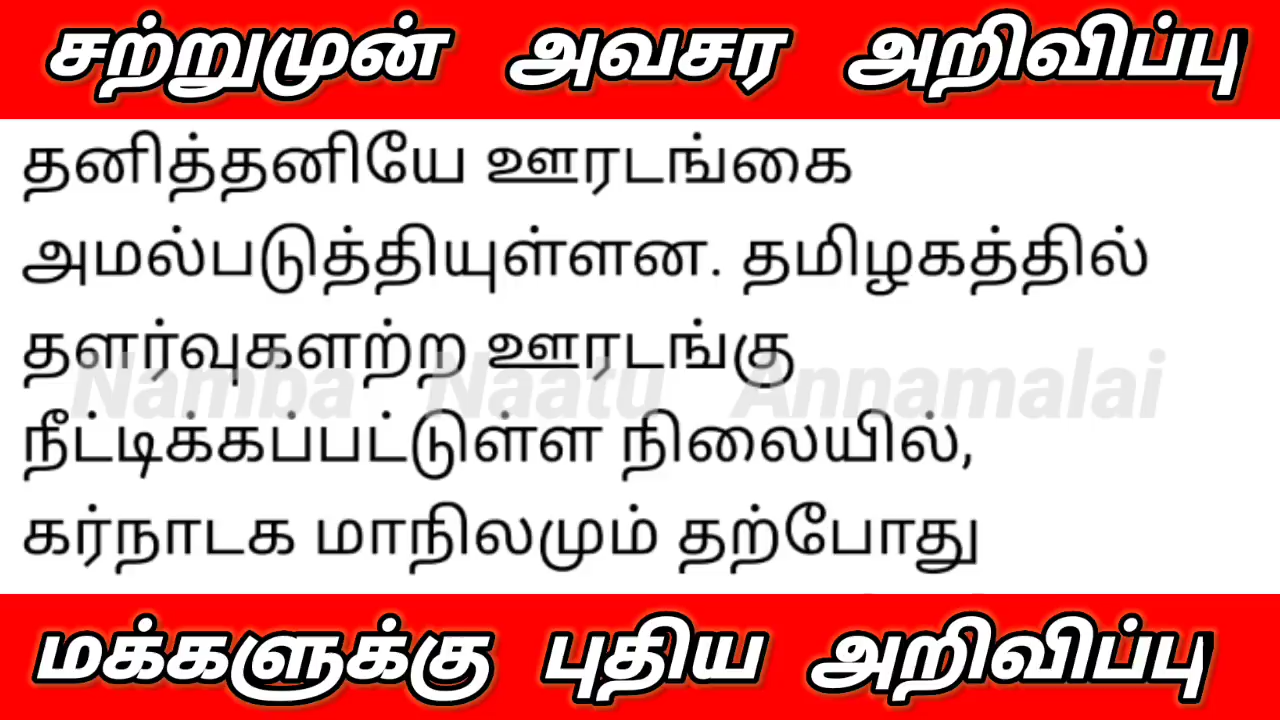 சற்றுமுன் அவசர அறிவிப்பு
தனித்தனியே ஊரடங்கை
அமல்படுத்தியுள்ளன. தமிழகத்தில்
தளர்வுகளற்ற ஊரடங்கு
Namba Naatu Annamalai
நீட்டிக்கப்பட்டுள்ள நிலையில்,
கர்நாடக மாநிலமும் தற்போது
மக்களுக்கு புதிய அறிவிப்பு